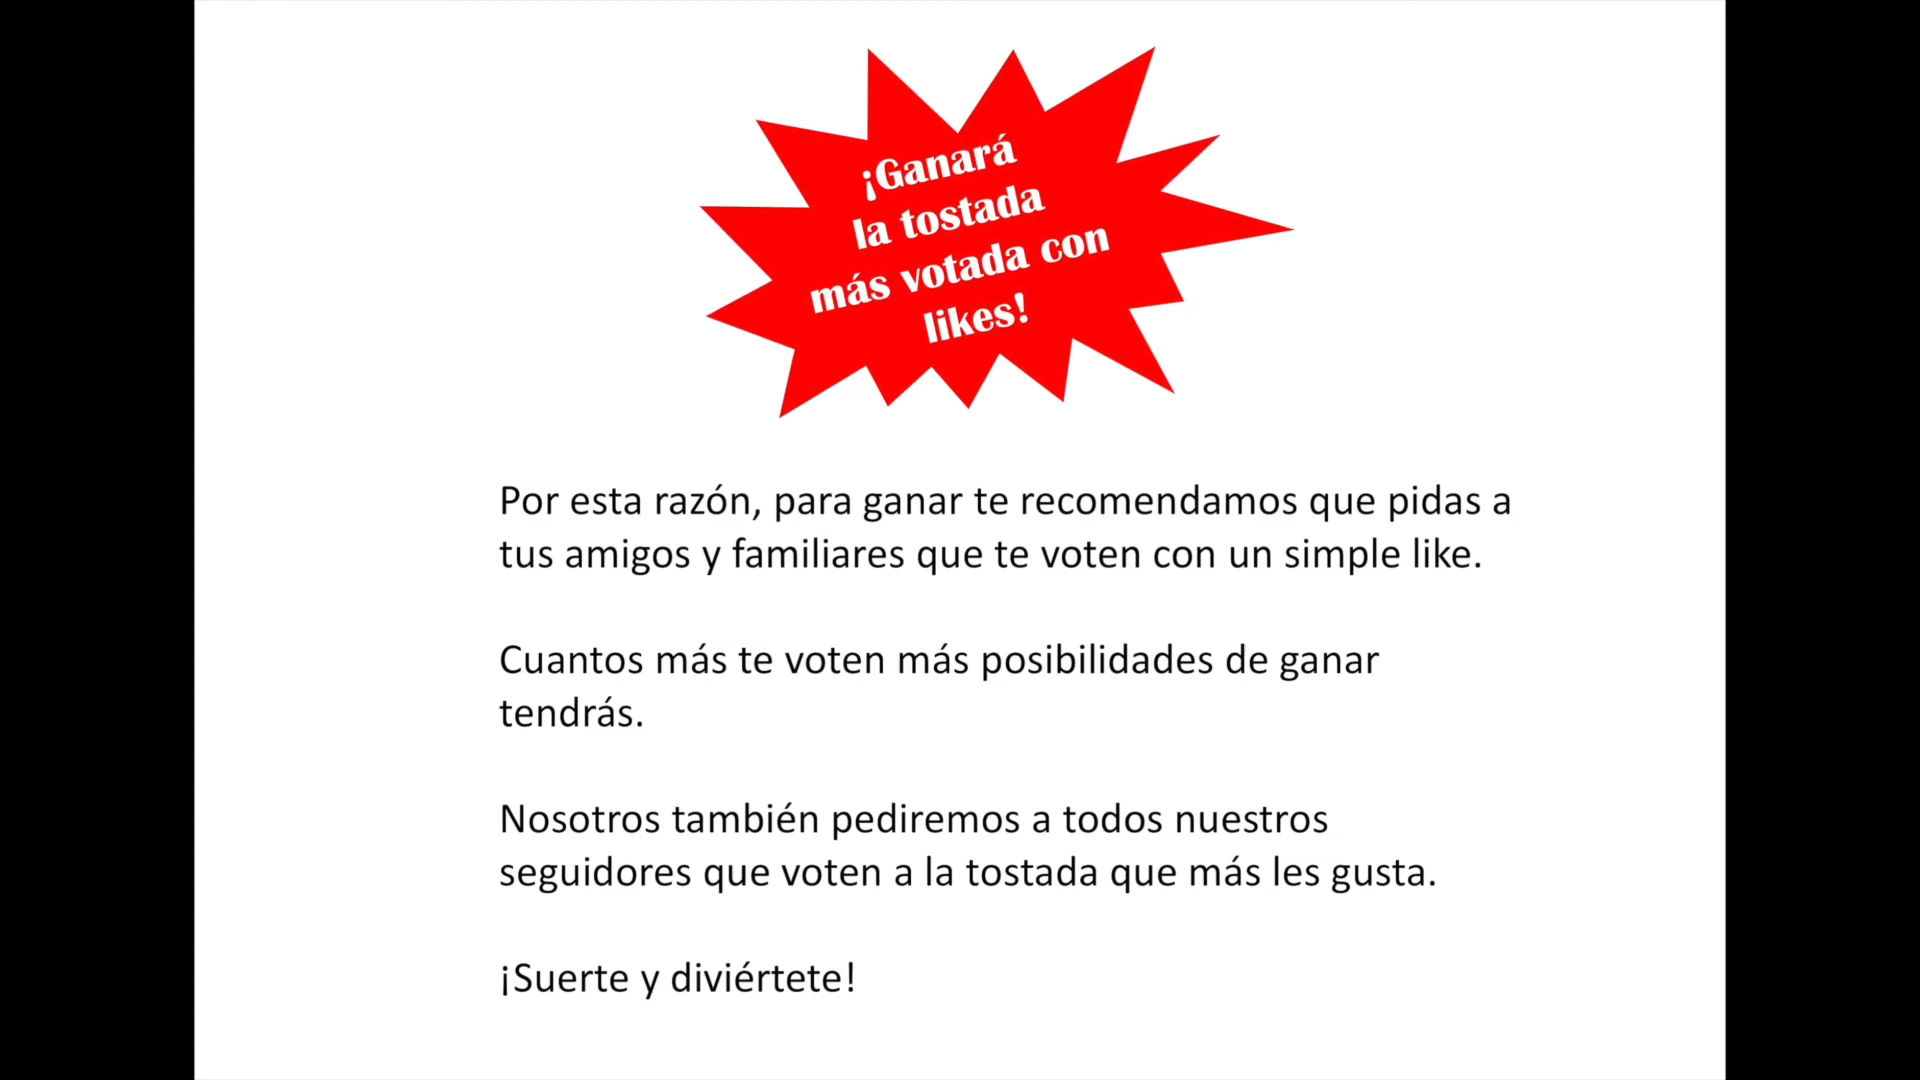 ¡Ganará
la tostada
más votada con
likes!
Por esta razón, para ganar te recomendamos que pidas a
tus amigos y familiares que te voten con un simple like.
Cuantos más te voten más posibilidades de ganar
tendrás.
Nosotros también pediremos a todos nuestros
seguidores que voten a la tostada que más les gusta.
¡Suerte y diviértete!